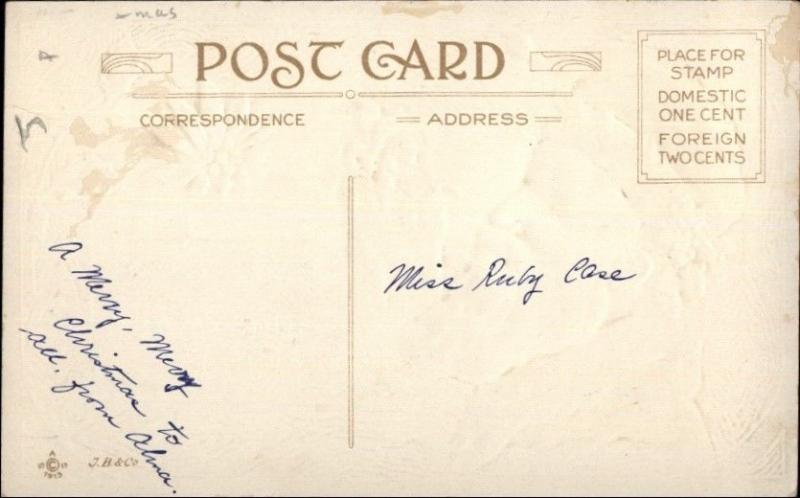 -mas
POST CARD
CORRESPONDENCE
ADDRESS
PLACE FOR
STAMP
DOMESTIC
ONE CENT
FOREIGN
TWO CENTS
A Merry, Merry
Christmas to
all, from Alma.
Miss Ruby Case
J.H. & Co